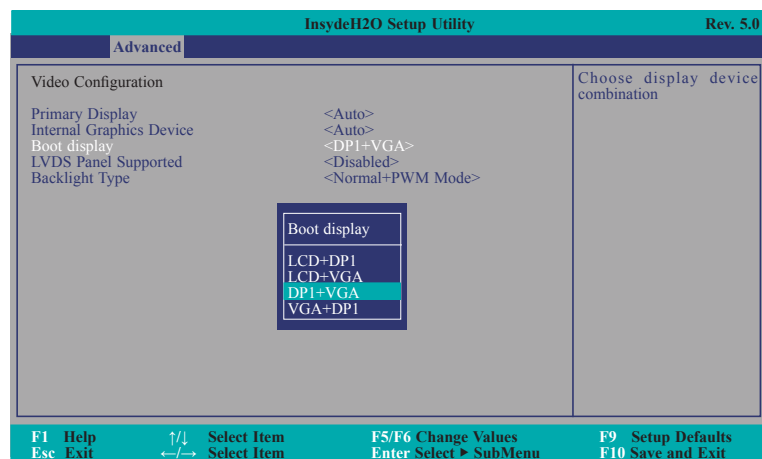 InsydeH2O Setup Utility Rev. 5.0
Advanced
Video Configuration
Primary Display <Auto>
Internal Graphics Device <Auto>
Boot display <DP1+VGA>
LVDS Panel Supported <Disabled>
Backlight Type <Normal+PWM Mode>
Choose display device
combination
Boot display
LCD+DP1
LCD+VGA
DP1+VGA
VGA+DP1
F1 Help ↑/↓ Select Item F5/F6 Change Values F9 Setup Defaults
Esc Exit ←/→ Select Item Enter Select ▶ SubMenu F10 Save and Exit